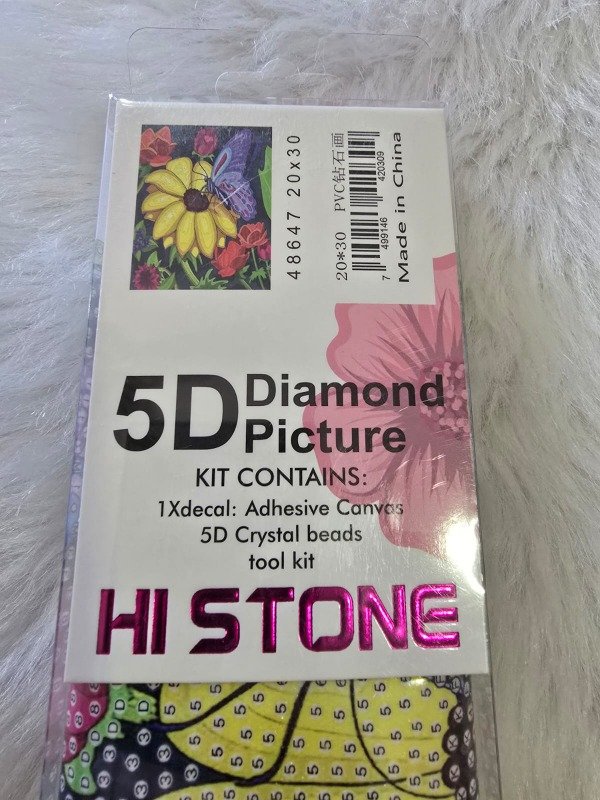 48647 20x30
20*30 PVC钻石画
7 499146 420309
Made in China
5D Diamond
Picture
KIT CONTAINS:
1Xdecal: Adhesive Canvas
5D Crystal beads
tool kit
HI STONE